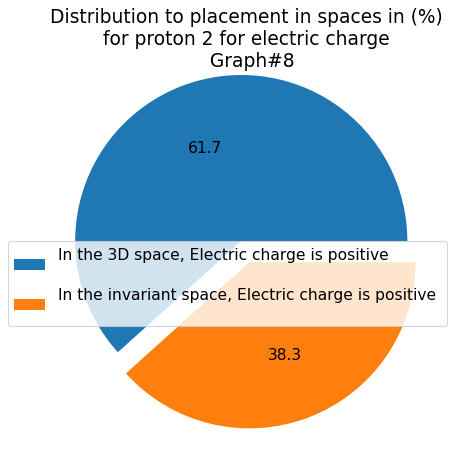 Distribution to placement in spaces in (%)
for proton 2 for electric charge
Graph#8
61.7
In the 3D space, Electric charge is positive
In the invariant space, Electric charge is positive
38.3